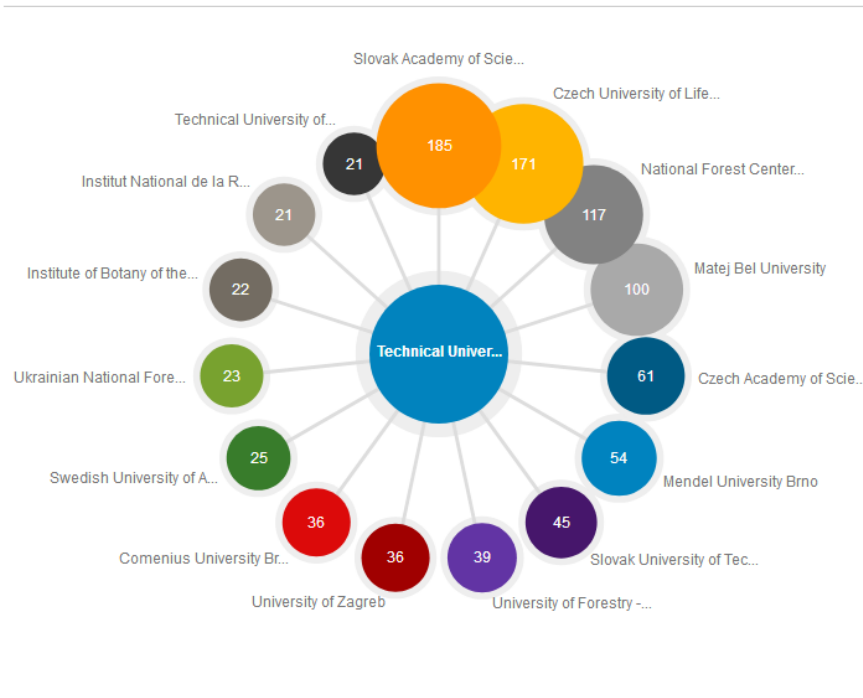 Slovak Academy of Scie...
185
Czech University of Life...
171
National Forest Center...
117
Matej Bel University
100
Czech Academy of Scie..
61
Mendel University Brno
54
Slovak University of Tec...
45
University of Forestry -...
39
University of Zagreb
36
Comenius University Br...
36
Swedish University of A...
25
Ukrainian National Fore...
23
Institute of Botany of the...
22
Institut National de la R...
21
Technical University of...
21
Technical Univer...